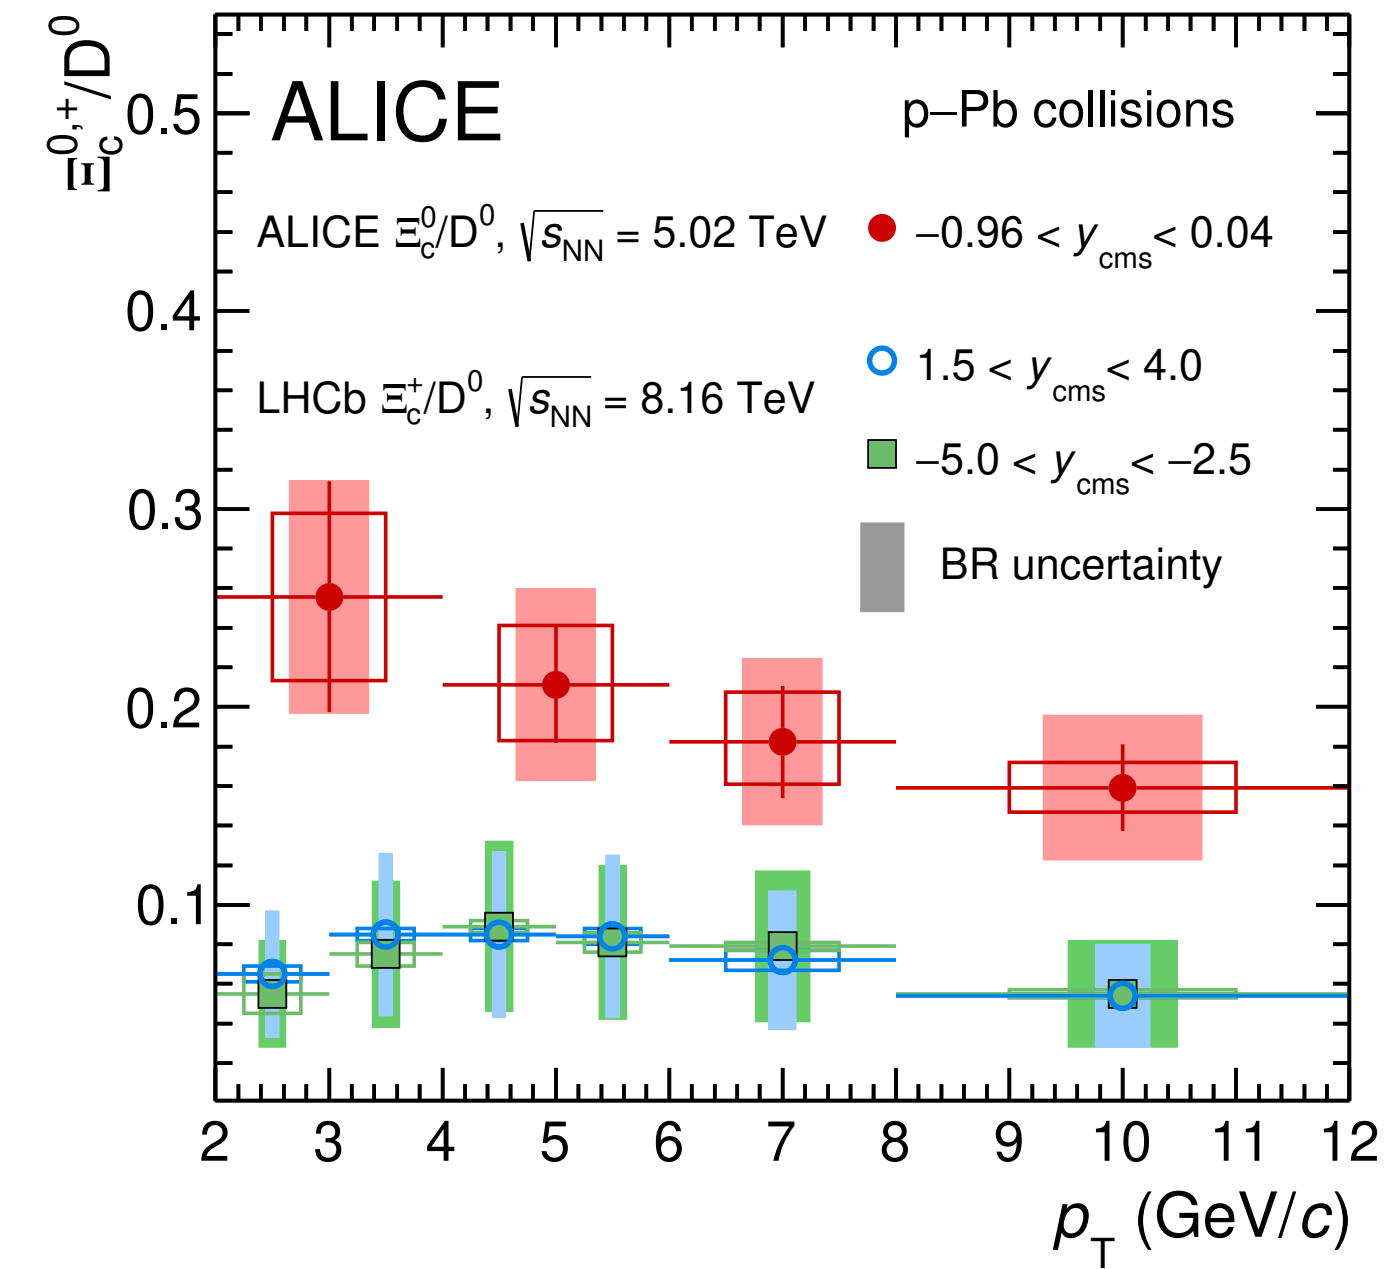 Ξc0,+/D0
ALICE
p–Pb collisions
ALICE Ξc0/D0, √sNN = 5.02 TeV
–0.96 < ycms < 0.04
LHCb Ξc+/D0, √sNN = 8.16 TeV
1.5 < ycms < 4.0
–5.0 < ycms < –2.5
BR uncertainty
0.5
0.4
0.3
0.2
0.1
2 3 4 5 6 7 8 9 10 11 12
pT (GeV/c)